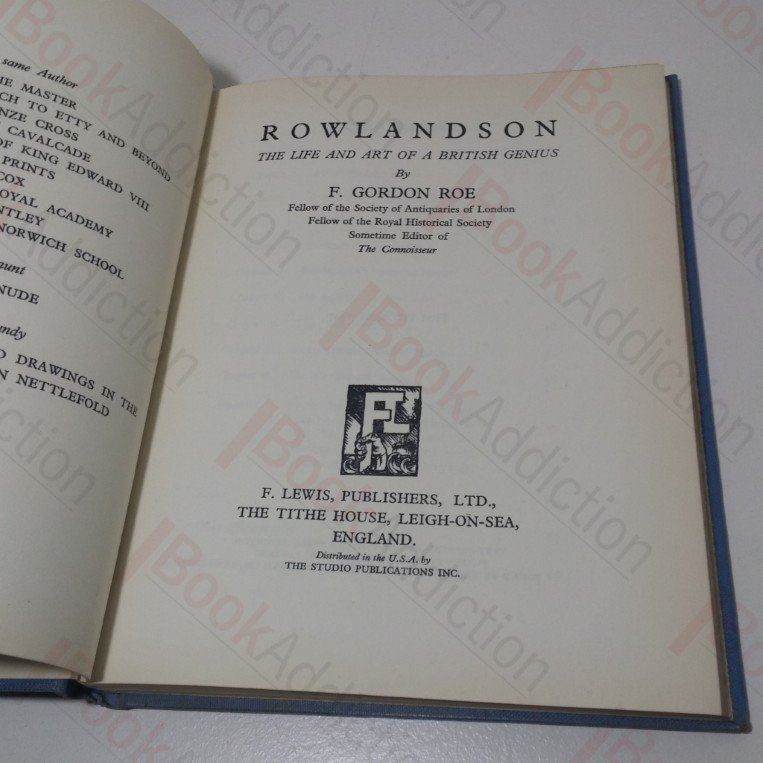 same Author
MASTER
TO ETTY AND BEYOND
CROSS
CAVALCADE
OF KING EDWARD VIII
PRINTS
COX
ROYAL ACADEMY
NORWICH SCHOOL
NUDE
DRAWINGS IN THE
NETTLEFOLD
ROWLANDSON
THE LIFE AND ART OF A BRITISH GENIUS
By
F. GORDON ROE
Fellow of the Society of Antiquaries of London
Fellow of the Royal Historical Society
Sometime Editor of
The Connoisseur
FL
F. LEWIS, PUBLISHERS, LTD.,
THE TITHE HOUSE, LEIGH-ON-SEA,
ENGLAND.
Distributed in the U.S.A. by
THE STUDIO PUBLICATIONS INC.
BookAddiction